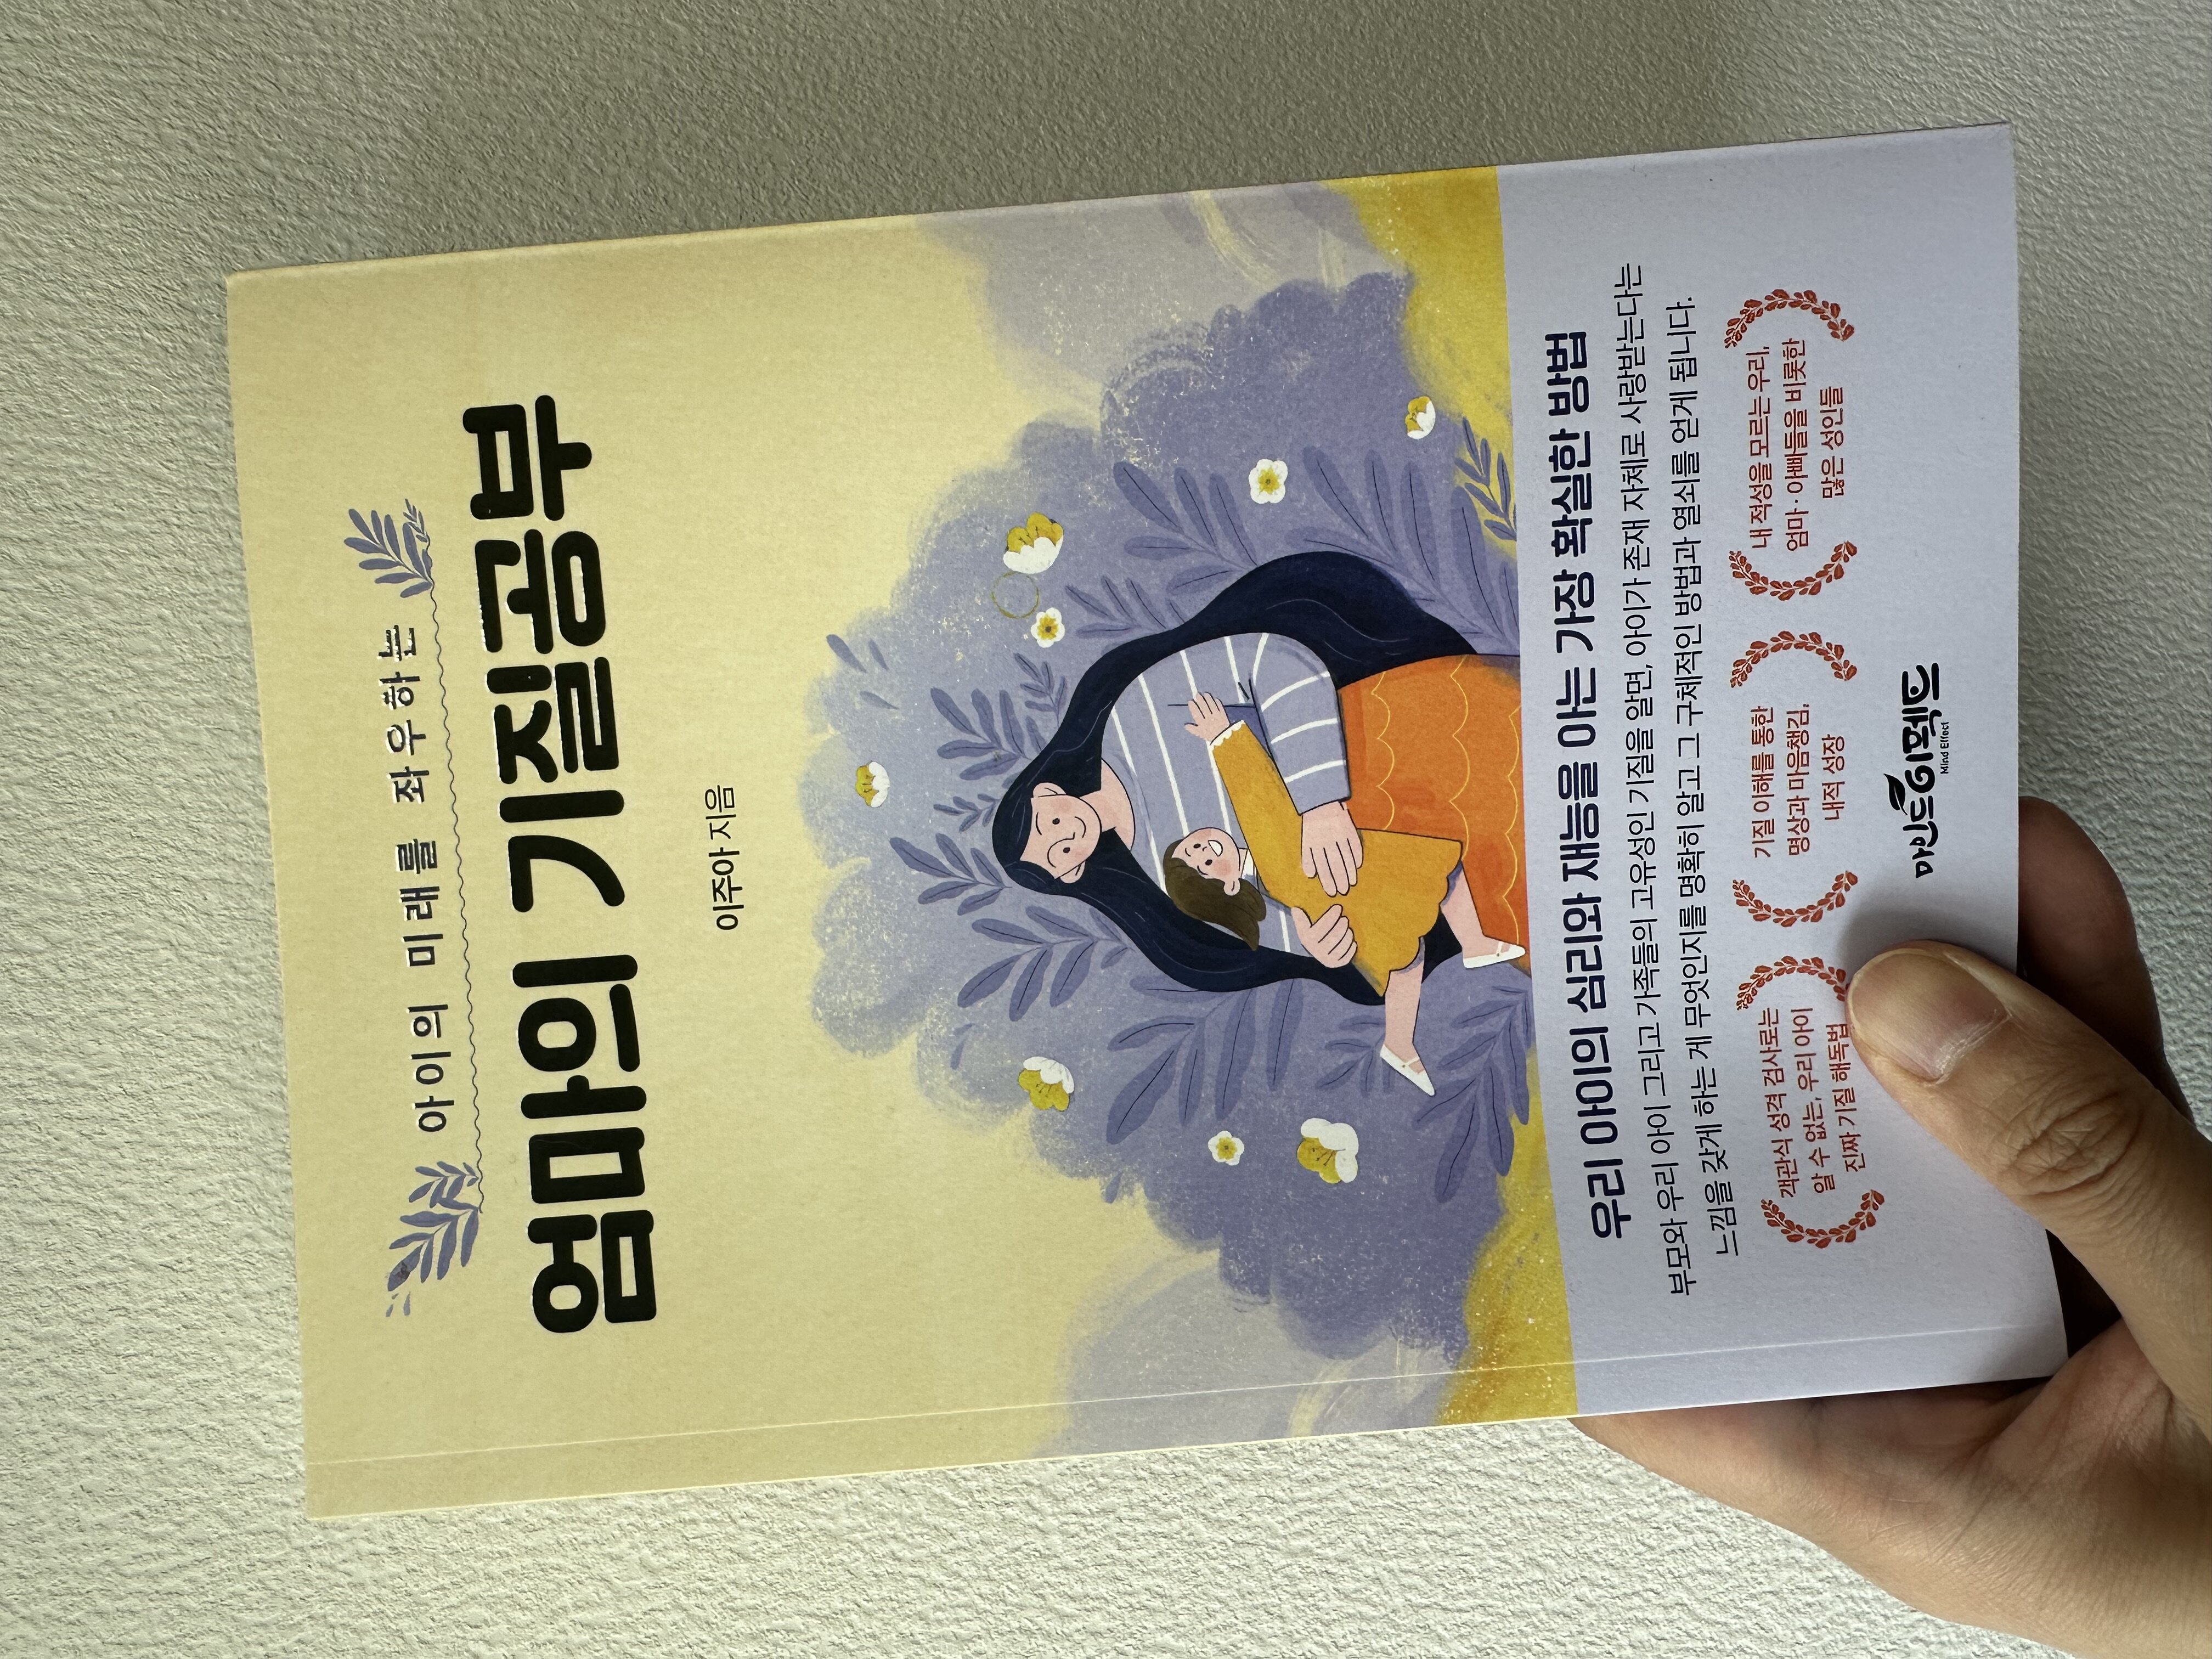 아이의 미래를 좌우하는
엄마의 기질공부
이주아 지음
우리 아이의 심리와 재능을 아는 가장 확실한 방법
부모와 우리 아이 그리고 가족들의 고유성인 기질을 알면, 아이가 존재 자체로 사랑받는다는
느낌을 갖게 하는 게 무엇인지를 명확히 알고 그 구체적인 방법과 열쇠를 얻게 됩니다.
객관식 성격 검사로는
알 수 없는, 우리 아이
진짜 기질 해독법
기질 이해를 통한
명상과 마음챙김,
내적 성장
내 적성을 모르는 우리,
엄마·아빠들을 비롯한
많은 성인들
마인드이펙트
Mind Effect